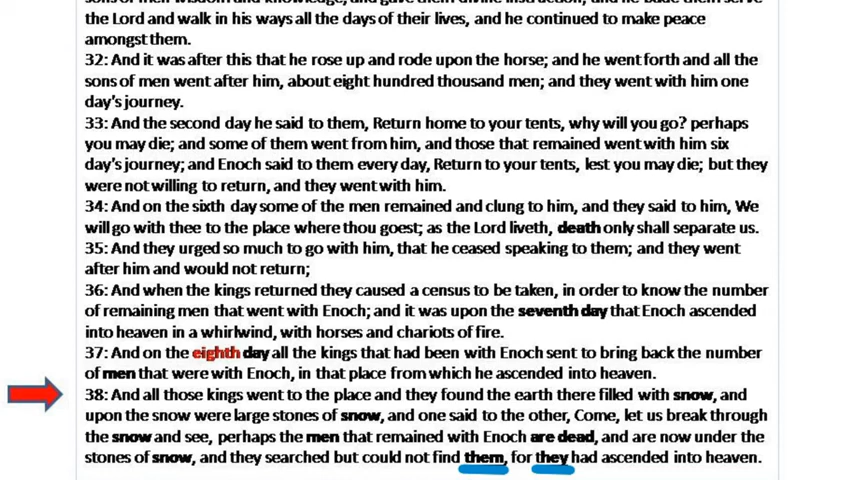 sons of men wisdom and knowledge, and gave them divine instruction, and he bade them serve
the Lord and walk in his ways all the days of their lives, and he continued to make peace
amongst them.
32: And it was after this that he rose up and rode upon the horse; and he went forth and all the
sons of men went after him, about eight hundred thousand men; and they went with him one
day's journey.
33: And the second day he said to them, Return home to your tents, why will you go? perhaps
you may die; and some of them went from him, and those that remained went with him six
day's journey; and Enoch said to them every day, Return to your tents, lest you may die; but they
were not willing to return, and they went with him.
34: And on the sixth day some of the men remained and clung to him, and they said to him, We
will go with thee to the place where thou goest; as the Lord liveth, death only shall separate us.
35: And they urged so much to go with him, that he ceased speaking to them; and they went
after him and would not return;
36: And when the kings returned they caused a census to be taken, in order to know the number
of remaining men that went with Enoch; and it was upon the seventh day that Enoch ascended
into heaven in a whirlwind, with horses and chariots of fire.
37: And on the eighth day all the kings that had been with Enoch sent to bring back the number
of men that were with Enoch, in that place from which he ascended into heaven.
38: And all those kings went to the place and they found the earth there filled with snow, and
upon the snow were large stones of snow, and one said to the other, Come, let us break through
the snow and see, perhaps the men that remained with Enoch are dead, and are now under the
stones of snow, and they searched but could not find them, for they had ascended into heaven.